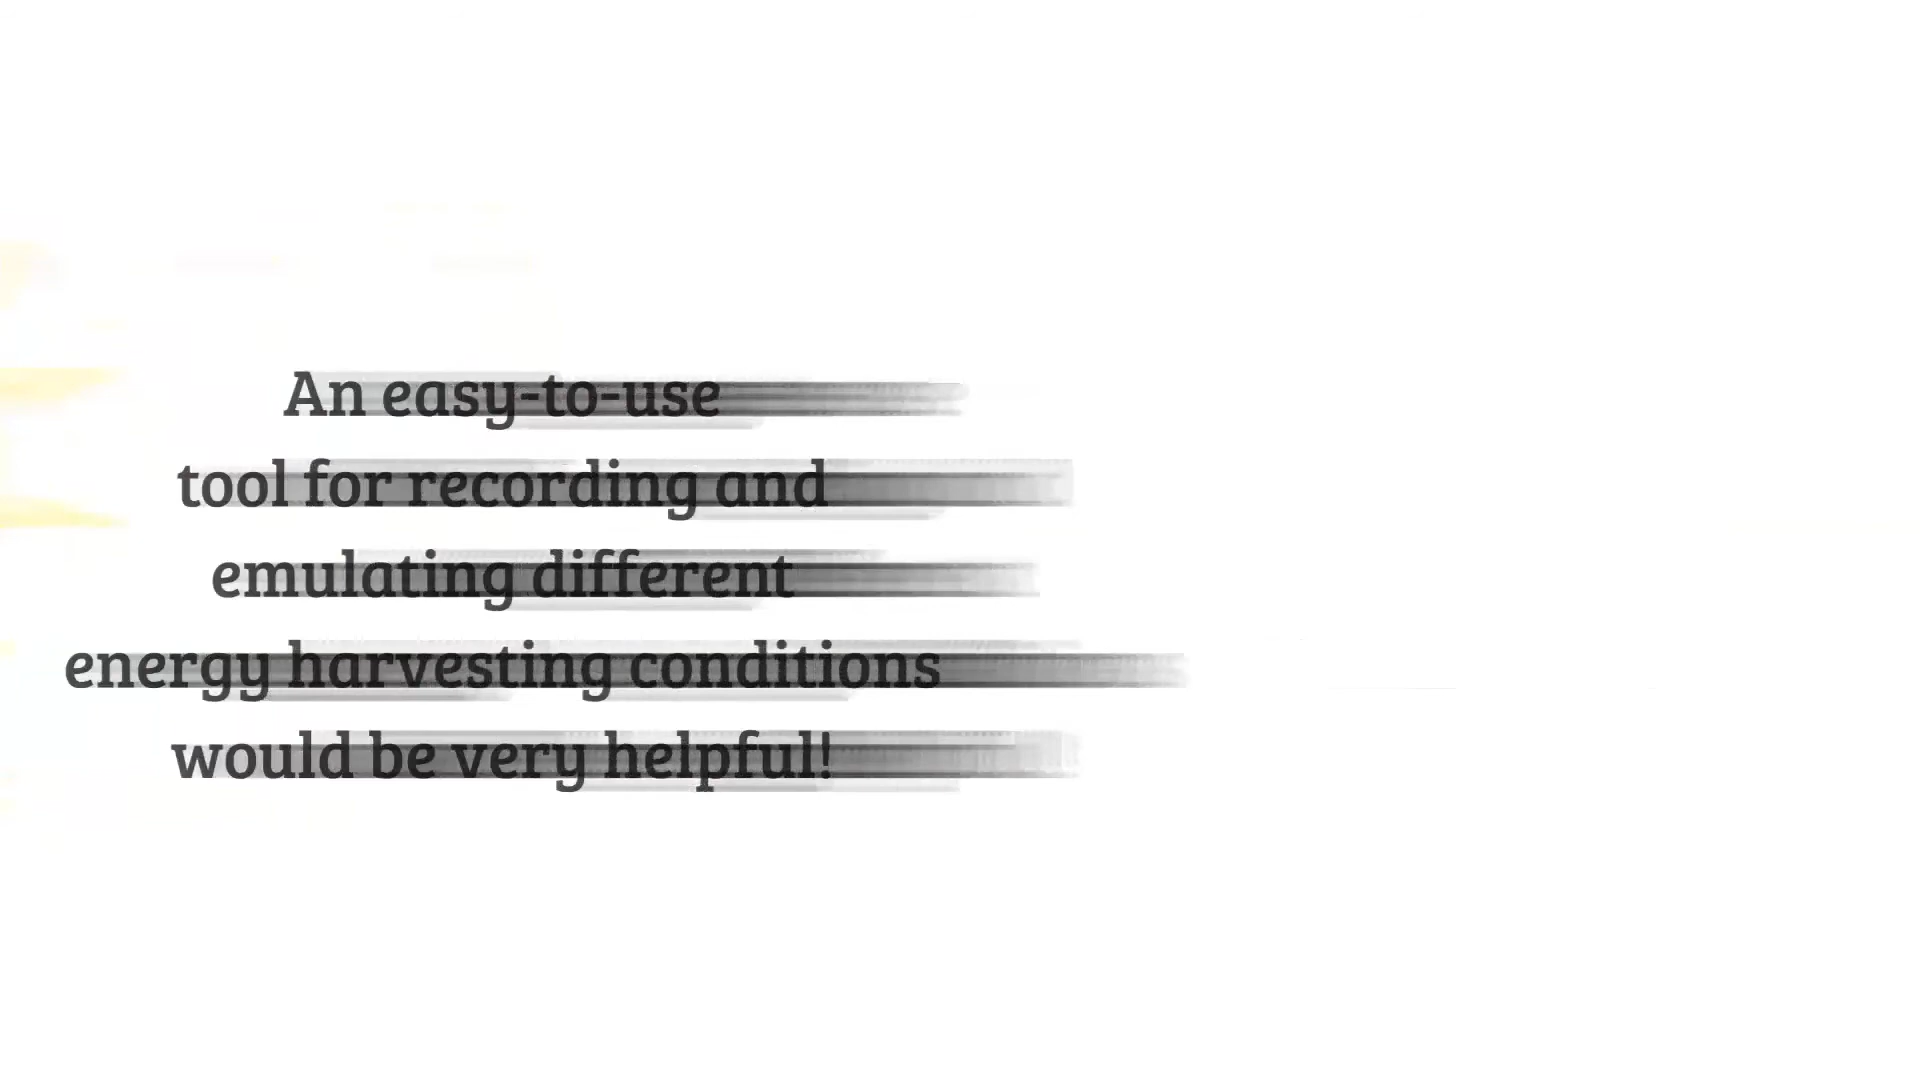 An easy-to-use
tool for recording and
emulating different
energy harvesting conditions
would be very helpful!